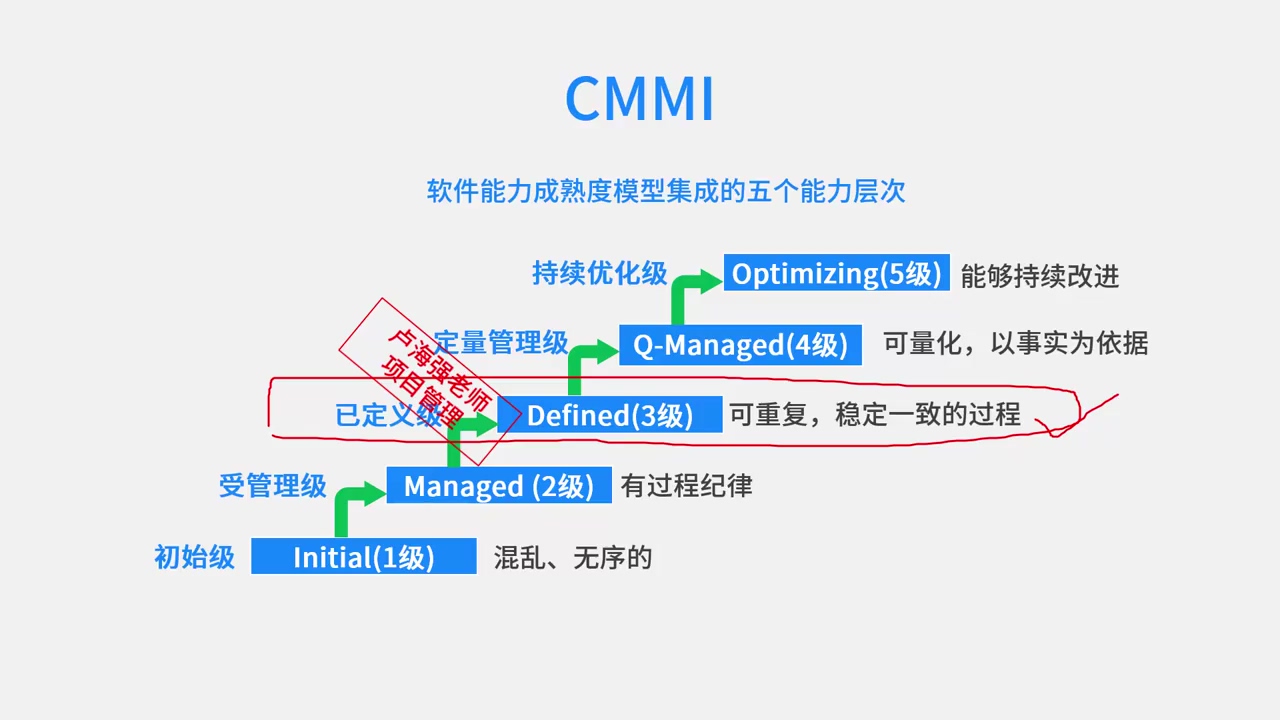 CMMI
软件能力成熟度模型集成的五个能力层次
持续优化级 Optimizing(5级) 能够持续改进
定量管理级 Q-Managed(4级) 可量化，以事实为依据
已定义级 Defined(3级) 可重复，稳定一致的过程
受管理级 Managed (2级) 有过程纪律
初始级 Initial(1级) 混乱、无序的
卢海强老师
项目管理